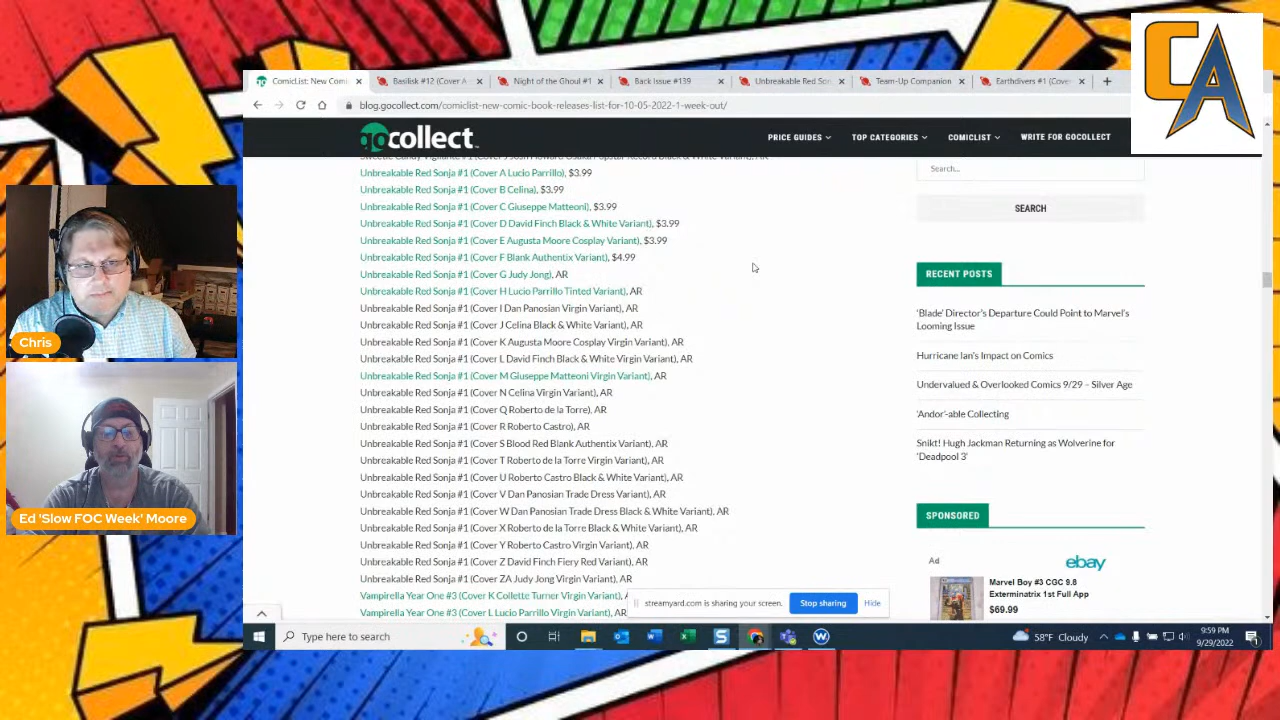 ComicList: New Com
Basilisk #12 (Cover A
Night of the Ghoul #1
Back Issue #139
Unbreakable Red Son
Team-Up Companion
Earthdivers #1 (Cove
CA
blog.gocollect.com/comiclist-new-comic-book-releases-list-for-10-05-2022-1-week-out/
gocollect
PRICE GUIDES
TOP CATEGORIES
COMICLIST
WRITE FOR GOCOLLECT
Unbreakable Red Sonja #1 (Cover A Lucio Parrillo), $3.99
Unbreakable Red Sonja #1 (Cover B Celina), $3.99
Unbreakable Red Sonja #1 (Cover C Giuseppe Matteoni), $3.99
Unbreakable Red Sonja #1 (Cover D David Finch Black & White Variant), $3.99
Unbreakable Red Sonja #1 (Cover E Augusta Moore Cosplay Variant), $3.99
Unbreakable Red Sonja #1 (Cover F Blank Authentix Variant), $4.99
Unbreakable Red Sonja #1 (Cover G Judy Jong), AR
Unbreakable Red Sonja #1 (Cover H Lucio Parrillo Tinted Variant), AR
Unbreakable Red Sonja #1 (Cover I Dan Panosian Virgin Variant), AR
Unbreakable Red Sonja #1 (Cover J Celina Black & White Variant), AR
Unbreakable Red Sonja #1 (Cover K Augusta Moore Cosplay Virgin Variant), AR
Unbreakable Red Sonja #1 (Cover L David Finch Black & White Virgin Variant), AR
Unbreakable Red Sonja #1 (Cover M Giuseppe Matteoni Virgin Variant), AR
Unbreakable Red Sonja #1 (Cover N Celina Virgin Variant), AR
Unbreakable Red Sonja #1 (Cover Q Roberto de la Torre), AR
Unbreakable Red Sonja #1 (Cover R Roberto Castro), AR
Unbreakable Red Sonja #1 (Cover S Blood Red Blank Authentix Variant), AR
Unbreakable Red Sonja #1 (Cover T Roberto de la Torre Virgin Variant), AR
Unbreakable Red Sonja #1 (Cover U Roberto Castro Black & White Variant), AR
Unbreakable Red Sonja #1 (Cover V Dan Panosian Trade Dress Variant), AR
Unbreakable Red Sonja #1 (Cover W Dan Panosian Trade Dress Black & White Variant), AR
Unbreakable Red Sonja #1 (Cover X Roberto de la Torre Black & White Variant), AR
Unbreakable Red Sonja #1 (Cover Y Roberto Castro Virgin Variant), AR
Unbreakable Red Sonja #1 (Cover Z David Finch Fiery Red Variant), AR
Unbreakable Red Sonja #1 (Cover ZA Judy Jong Virgin Variant), AR
Vampirella Year One #3 (Cover K Collette Turner Virgin Variant),
Vampirella Year One #3 (Cover L Lucio Parrillo Virgin Variant), AR
Search...
SEARCH
RECENT POSTS
'Blade' Director's Departure Could Point to Marvel's
Looming Issue
Hurricane Ian's Impact on Comics
Undervalued & Overlooked Comics 9/29 – Silver Age
'Andor'-able Collecting
Snikt! Hugh Jackman Returning as Wolverine for
'Deadpool 3'
SPONSORED
Ad
ebay
Marvel Boy #3 CGC 9.8
Exterminatrix 1st Full App
$69.99
streamyard.com is sharing your screen.
Stop sharing
Hide
Type here to search
58°F Cloudy
9:59 PM
9/29/2022
Chris
Ed 'Slow FOC Week' Moore